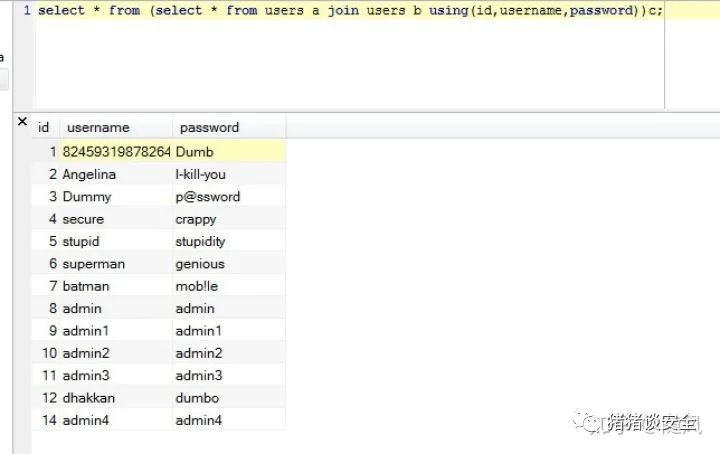 a
1 select * from (select * from users a join users b using(id,username,password))c;
id username password
1 82459319878264 Dumb
2 Angelina I-kill-you
3 Dummy p@ssword
4 secure crappy
5 stupid stupidity
6 superman genious
7 batman mob!le
8 admin admin
9 admin1 admin1
10 admin2 admin2
11 admin3 admin3
12 dhakkan dumbo
14 admin4 admin4
猪猪谈安全